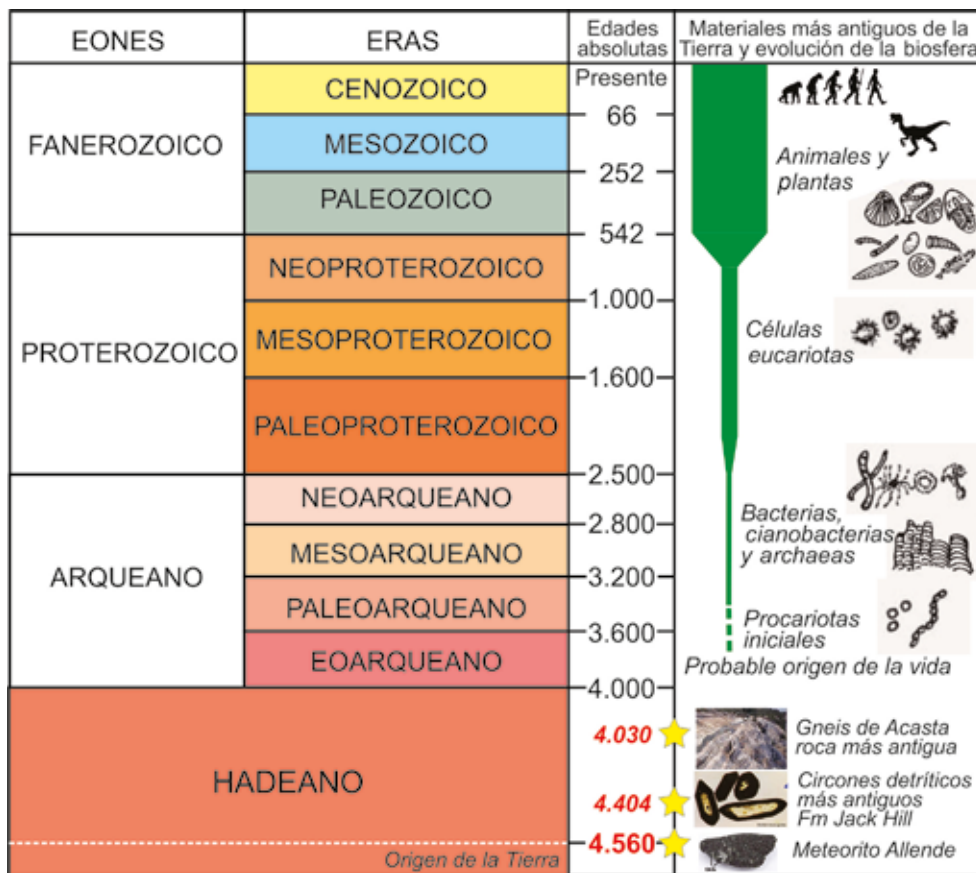 EONES
ERAS
Edades
absolutas
Materiales más antiguos de la
Tierra y evolución de la biosfera
FANEROZOICO
CENOZOICO
MESOZOICO
PALEOZOICO
Presente
66
252
542
Animales y
plantas
PROTEROZOICO
NEOPROTEROZOICO
MESOPROTEROZOICO
PALEOPROTEROZOICO
1.000
1.600
2.500
Células
eucariotas
ARQUEANO
NEOARQUEANO
MESOARQUEANO
PALEOARQUEANO
EOARQUEANO
2.800
3.200
3.600
4.000
Bacterias,
cianobacterias
y archaeas
Procariotas
iniciales
Probable origen de la vida
HADEANO
Origen de la Tierra
4.030
4.404
4.560
Gneis de Acasta
roca más antigua
Circones detríticos
más antiguos
Fm Jack Hill
Meteorito Allende